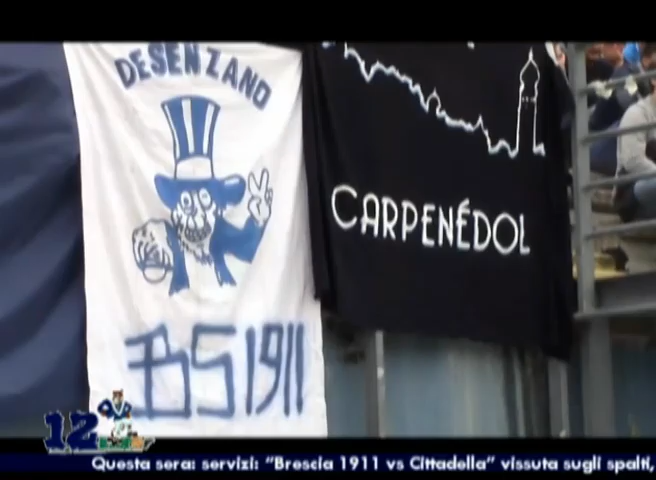 DESENZANO
CARPENÉDOL
BS 1911
12
Questa sera: servizi: "Brescia 1911 vs Cittadella" vissuta sugli spalti,